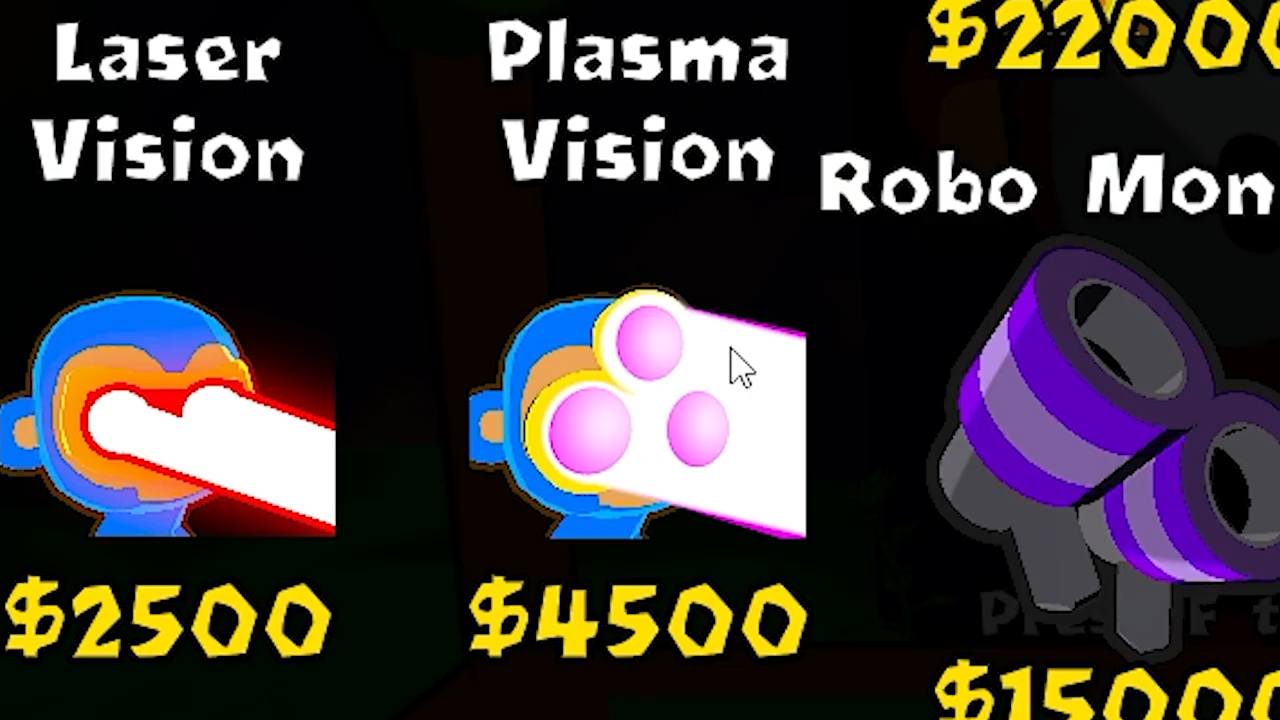 Laser
Vision
$2500
Plasma
Vision
$4500
$22000
Robo Mon
$15000